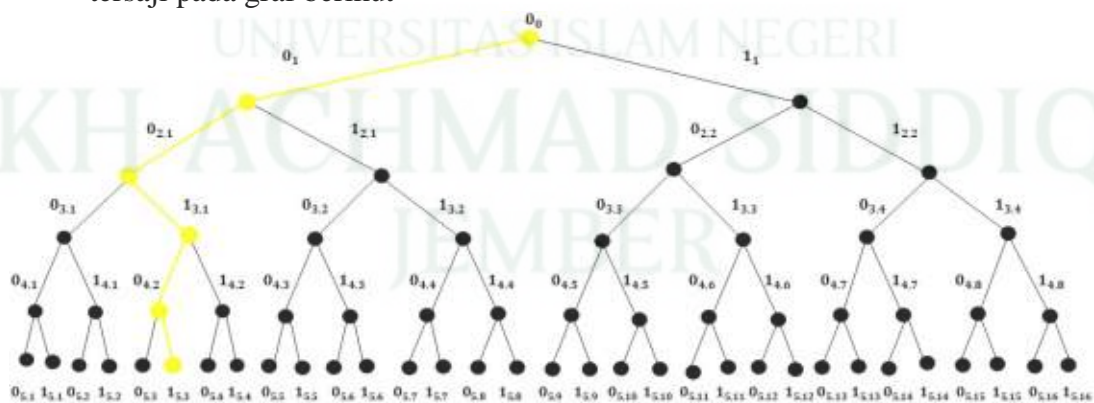 tersaji pada graf berikut
UNIVERSITAS ISLAM NEGERI
KH ACHMAD SIDDIQ
JEMBER
0₀
0₁ 1₁
0₂.₁ 1₂.₁ 0₂.₂ 1₂.₂
0₃.₁ 1₃.₁ 0₃.₂ 1₃.₂ 0₃.₃ 1₃.₃ 0₃.₄ 1₃.₄
0₄.₁ 1₄.₁ 0₄.₂ 1₄.₂ 0₄.₃ 1₄.₃ 0₄.₄ 1₄.₄ 0₄.₅ 1₄.₅ 0₄.₆ 1₄.₆ 0₄.₇ 1₄.₇ 0₄.₈ 1₄.₈
0₅.₁ 1₅.₁ 0₅.₂ 1₅.₂ 0₅.₃ 1₅.₃ 0₅.₄ 1₅.₄ 0₅.₅ 1₅.₅ 0₅.₆ 1₅.₆ 0₅.₇ 1₅.₇ 0₅.₈ 1₅.₈ 0₅.₉ 1₅.₉ 0₅.₁₀ 1₅.₁₀ 0₅.₁₁ 1₅.₁₁ 0₅.₁₂ 1₅.₁₂ 0₅.₁₃ 1₅.₁₃ 0₅.₁₄ 1₅.₁₄ 0₅.₁₅ 1₅.₁₅ 0₅.₁₆ 1₅.₁₆